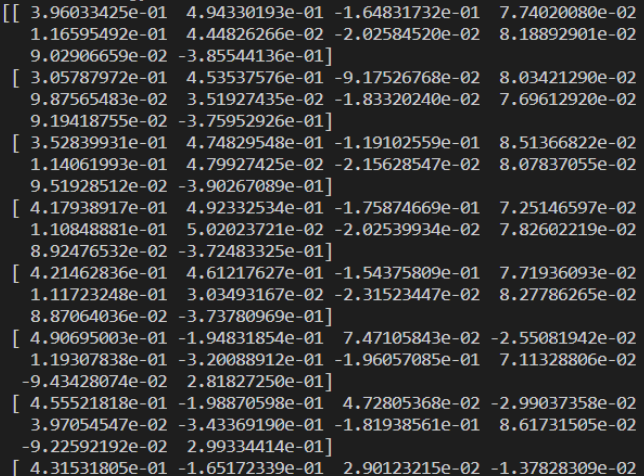 [[ 3.96033425e-01  4.94330193e-01 -1.64831732e-01  7.74020080e-02
   1.16595492e-01  4.44826266e-02 -2.02584520e-02  8.18892901e-02
   9.02906659e-02 -3.85544136e-01]
 [ 3.05787972e-01  4.53537576e-01 -9.17526768e-02  8.03421290e-02
   9.87565483e-02  3.51927435e-02 -1.83320240e-02  7.69612920e-02
   9.19418755e-02 -3.75952926e-01]
 [ 3.52839931e-01  4.74829548e-01 -1.19102559e-01  8.51366822e-02
   1.14061993e-01  4.79927425e-02 -2.15628547e-02  8.07837055e-02
   9.51928512e-02 -3.90267089e-01]
 [ 4.17938917e-01  4.92332534e-01 -1.75874669e-01  7.25146597e-02
   1.10848881e-01  5.02023721e-02 -2.02539934e-02  7.82602219e-02
   8.92476532e-02 -3.72483325e-01]
 [ 4.21462836e-01  4.61217627e-01 -1.54375809e-01  7.71936093e-02
   1.11723248e-01  3.03493167e-02 -2.31523447e-02  8.27786265e-02
   8.87064036e-02 -3.73780969e-01]
 [ 4.90695003e-01 -1.94831854e-01  7.47105843e-02 -2.55081942e-02
   1.19307838e-01 -3.20088912e-01 -1.96057085e-01  7.11328806e-02
  -9.43428074e-02  2.81827250e-01]
 [ 4.55521818e-01 -1.98870598e-01  4.72805368e-02 -2.99037358e-02
   3.97054547e-02 -3.43369190e-01 -1.81938561e-01  8.61731505e-02
  -9.22592192e-02  2.99334414e-01]
 [ 4.31531805e-01 -1.65172339e-01  2.90123215e-02 -1.37828309e-02